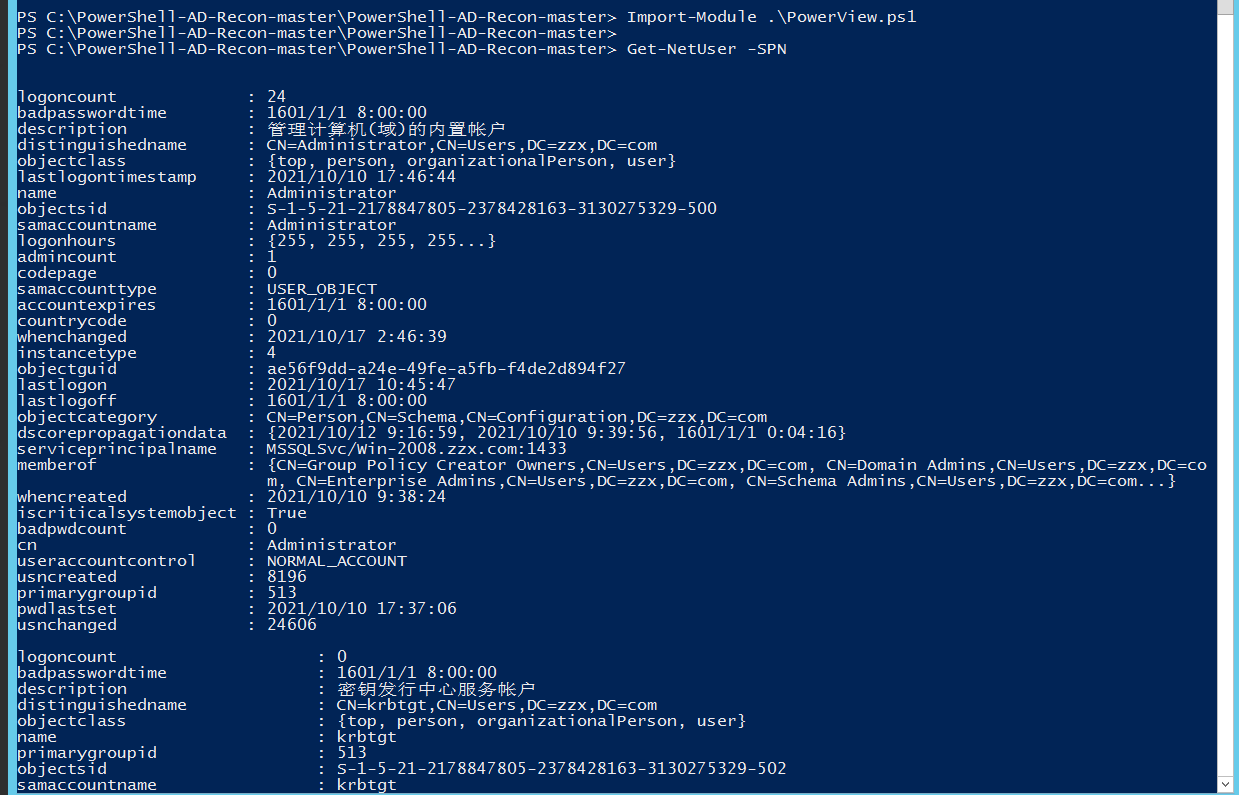 PS C:\PowerShell-AD-Recon-master\PowerShell-AD-Recon-master> Import-Module .\PowerView.ps1
PS C:\PowerShell-AD-Recon-master\PowerShell-AD-Recon-master>
PS C:\PowerShell-AD-Recon-master\PowerShell-AD-Recon-master> Get-NetUser -SPN
logoncount : 24
badpasswordtime : 1601/1/1 8:00:00
description : 管理计算机(域)的内置帐户
distinguishedname : CN=Administrator,CN=Users,DC=zzx,DC=com
objectclass : {top, person, organizationalPerson, user}
lastlogontimestamp : 2021/10/10 17:46:44
name : Administrator
objectsid : S-1-5-21-2178847805-2378428163-3130275329-500
samaccountname : Administrator
logonhours : {255, 255, 255, 255...}
admincount : 1
codepage : 0
samaccounttype : USER_OBJECT
accountexpires : 1601/1/1 8:00:00
countrycode : 0
whenchanged : 2021/10/17 2:46:39
instancetype : 4
objectguid : ae56f9dd-a24e-49fe-a5fb-f4de2d894f27
lastlogon : 2021/10/17 10:45:47
lastlogoff : 1601/1/1 8:00:00
objectcategory : CN=Person,CN=Schema,CN=Configuration,DC=zzx,DC=com
dscorepropagationdata : {2021/10/12 9:16:59, 2021/10/10 9:39:56, 1601/1/1 0:04:16}
serviceprincipalname : MSSQLSvc/Win-2008.zzx.com:1433
memberof : {CN=Group Policy Creator Owners,CN=Users,DC=zzx,DC=com, CN=Domain Admins,CN=Users,DC=zzx,DC=co
m, CN=Enterprise Admins,CN=Users,DC=zzx,DC=com, CN=Schema Admins,CN=Users,DC=zzx,DC=com...}
whencreated : 2021/10/10 9:38:24
iscriticalsystemobject : True
badpwdcount : 0
cn : Administrator
useraccountcontrol : NORMAL_ACCOUNT
usncreated : 8196
primarygroupid : 513
pwdlastset : 2021/10/10 17:37:06
usnchanged : 24606
logoncount : 0
badpasswordtime : 1601/1/1 8:00:00
description : 密钥发行中心服务帐户
distinguishedname : CN=krbtgt,CN=Users,DC=zzx,DC=com
objectclass : {top, person, organizationalPerson, user}
name : krbtgt
primarygroupid : 513
objectsid : S-1-5-21-2178847805-2378428163-3130275329-502
samaccountname : krbtgt